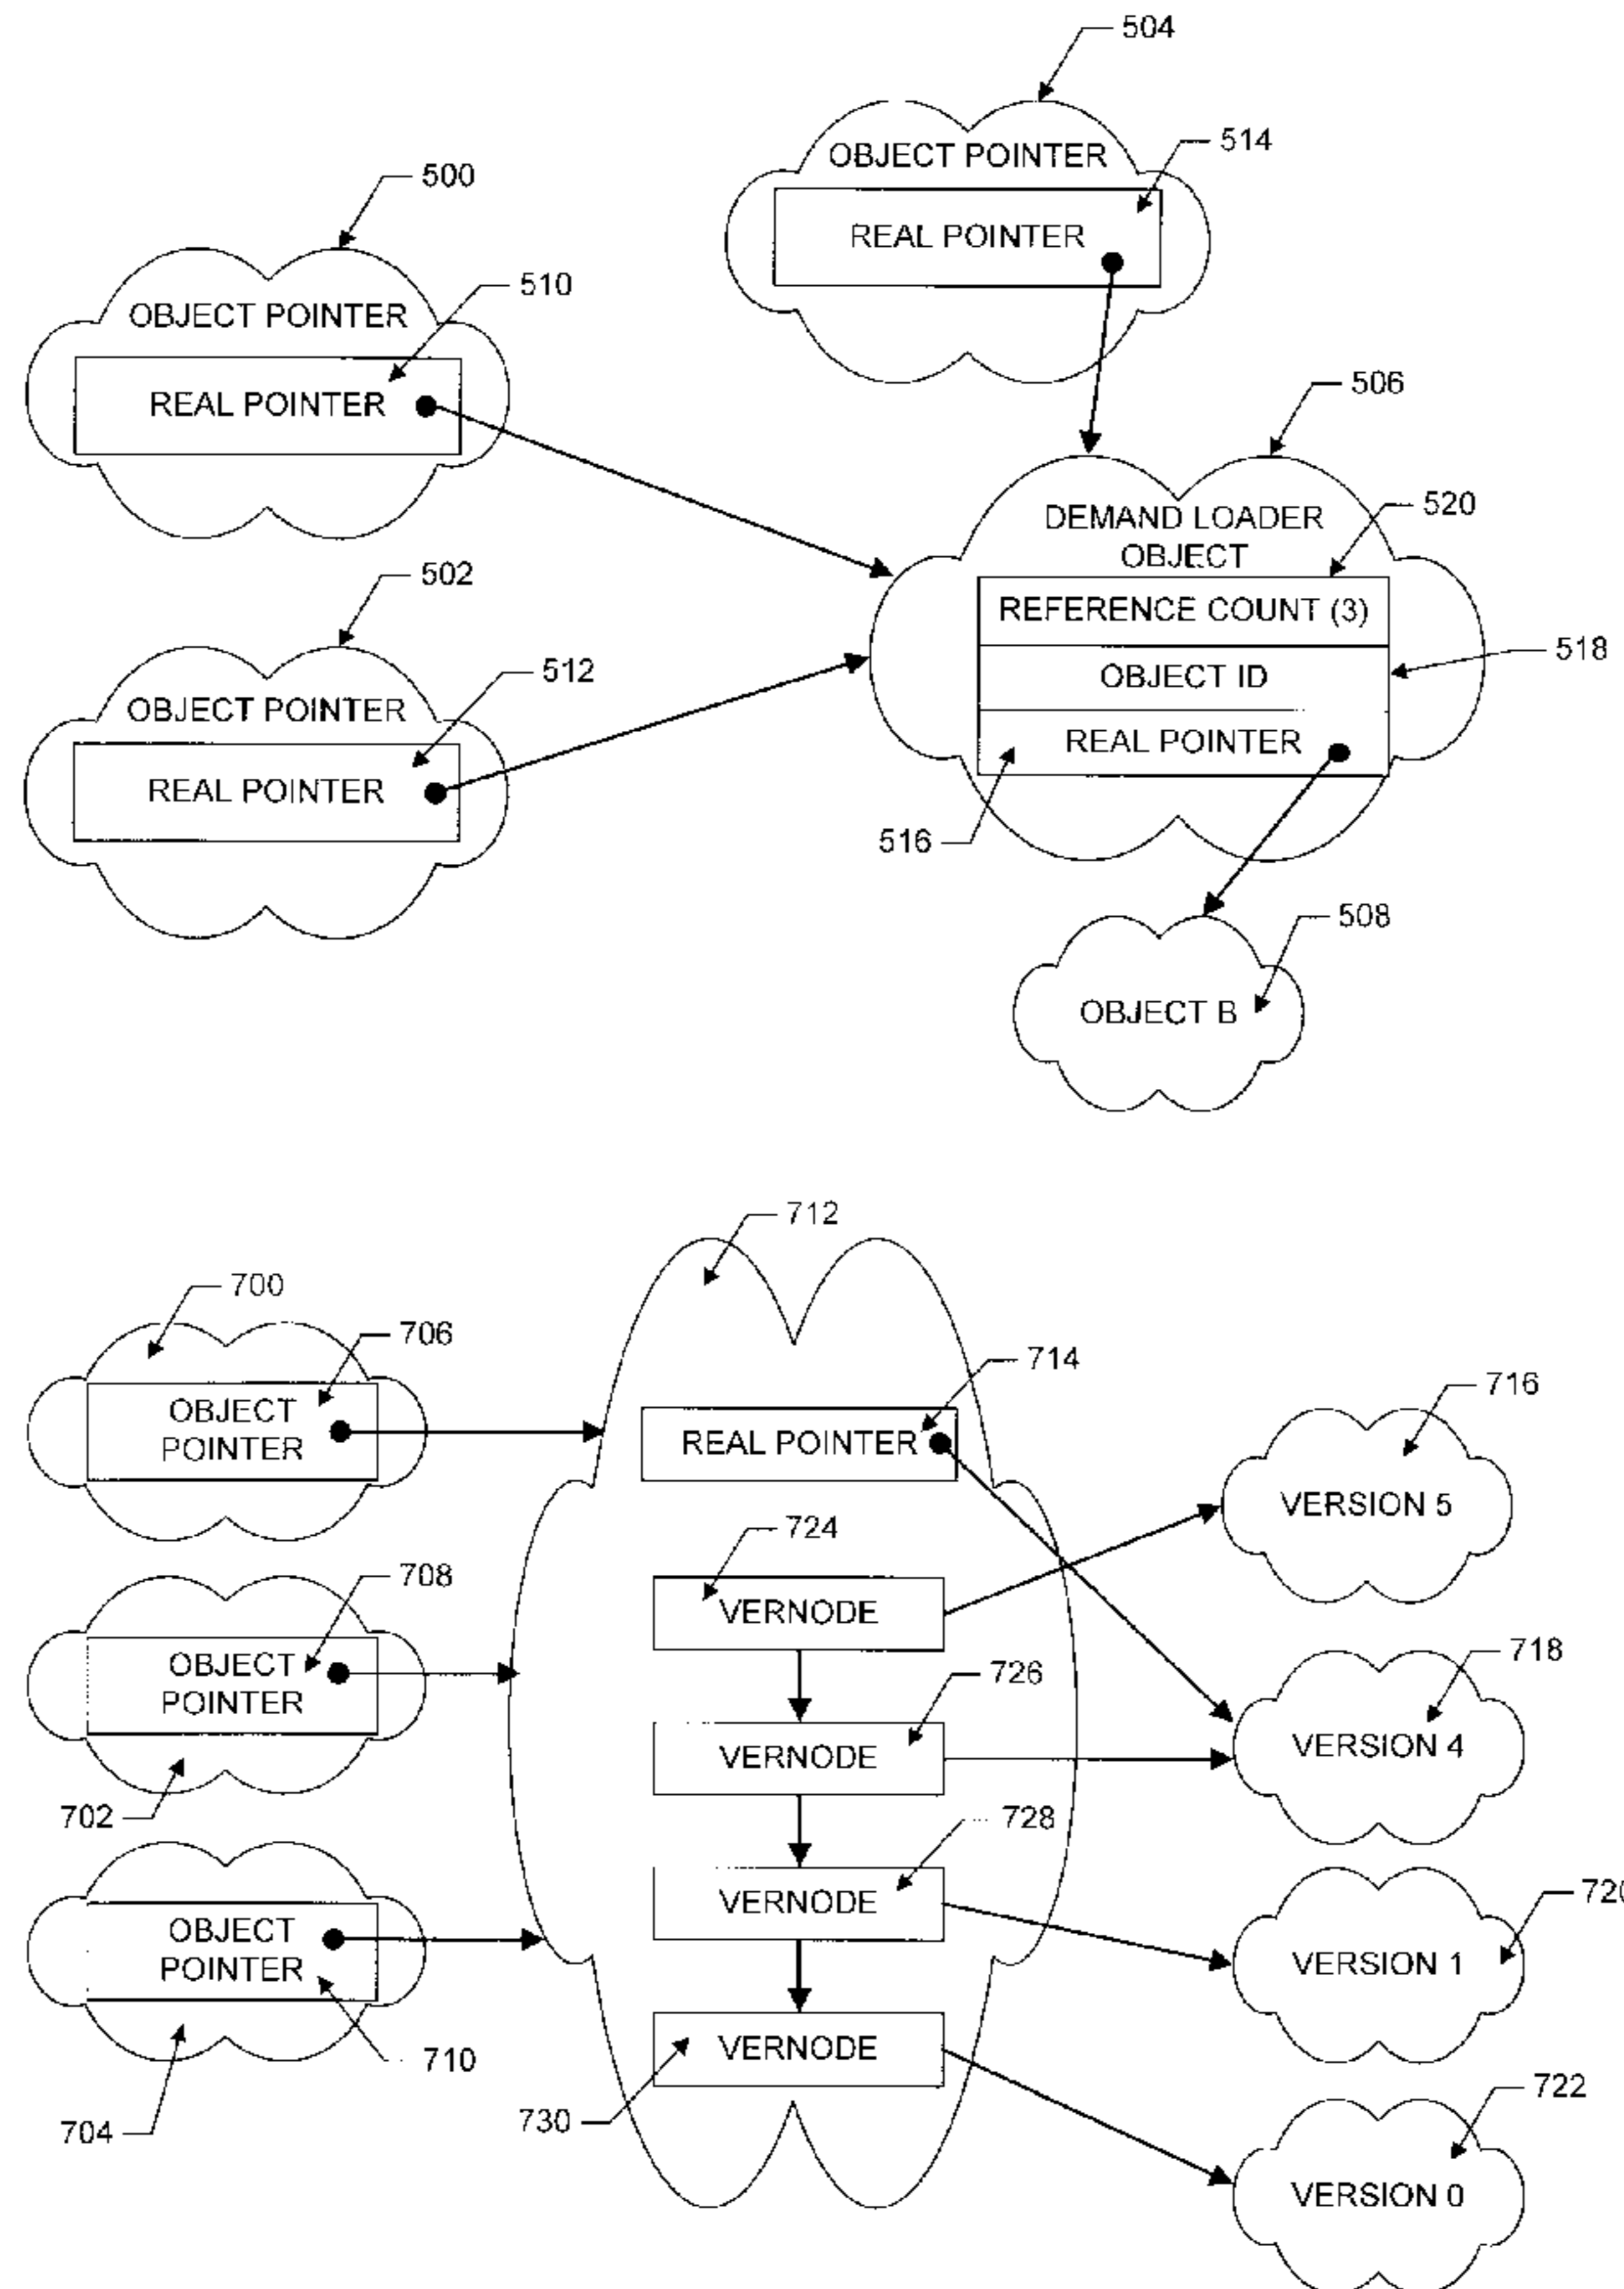 504
OBJECT POINTER
514
REAL POINTER
500
OBJECT POINTER
510
REAL POINTER
506
DEMAND LOADER
OBJECT
520
REFERENCE COUNT (3)
518
OBJECT ID
REAL POINTER
516
502
OBJECT POINTER
512
REAL POINTER
508
OBJECT B
712
700
706
OBJECT
POINTER
714
REAL POINTER
716
VERSION 5
724
VERNODE
708
OBJECT
POINTER
702
726
VERNODE
718
VERSION 4
728
VERNODE
720
VERSION 1
OBJECT
POINTER
710
704
730
VERNODE
722
VERSION 0